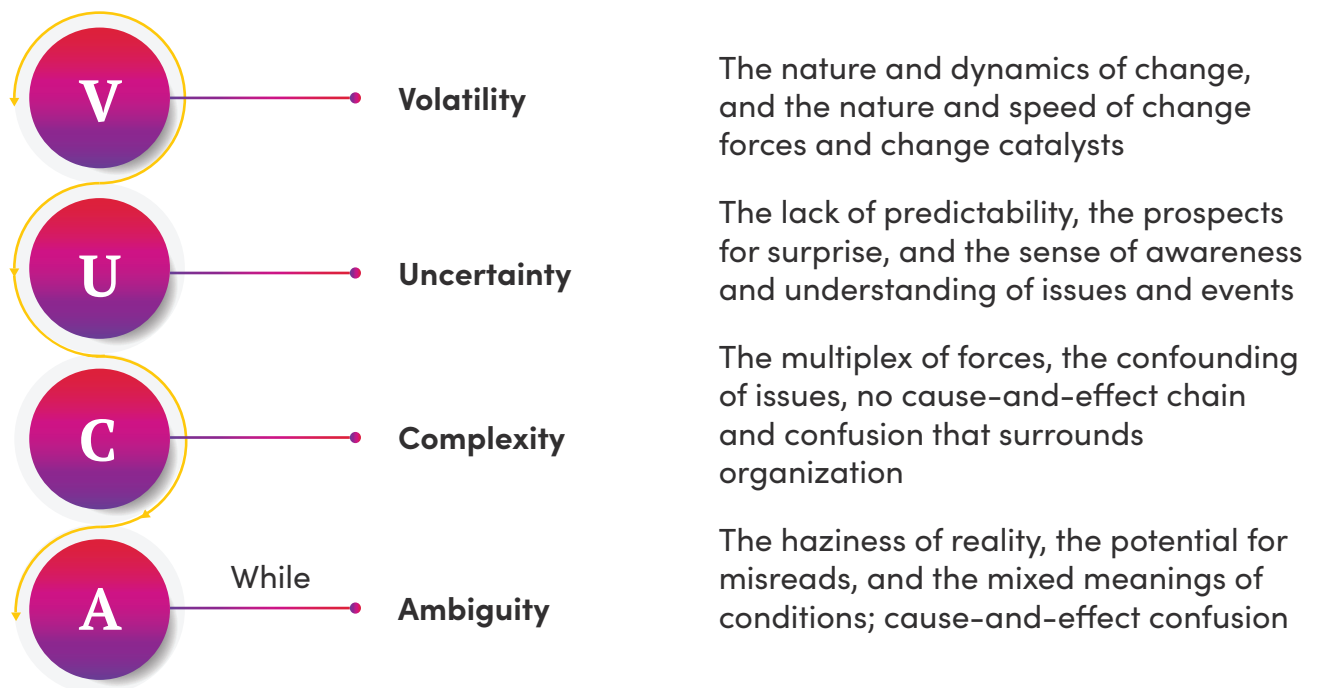 V
Volatility
The nature and dynamics of change,
and the nature and speed of change
forces and change catalysts
U
Uncertainty
The lack of predictability, the prospects
for surprise, and the sense of awareness
and understanding of issues and events
C
Complexity
The multiplex of forces, the confounding
of issues, no cause-and-effect chain
and confusion that surrounds
organization
A
While
Ambiguity
The haziness of reality, the potential for
misreads, and the mixed meanings of
conditions; cause-and-effect confusion